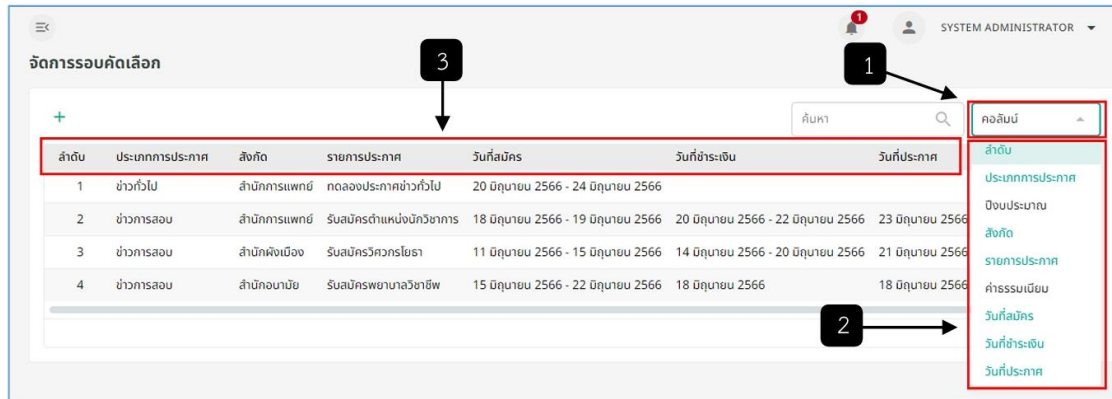 1
SYSTEM ADMINISTRATOR
จัดการรอบคัดเลือก
3
1
+
ค้นหา
คอลัมน์
ลำดับ ประเภทการประกาศ สังกัด รายการประกาศ วันที่สมัคร วันที่ชำระเงิน วันที่ประกาศ
1 ข่าวทั่วไป สำนักการแพทย์ ทดลองประกาศข่าวทั่วไป 20 มิถุนายน 2566 - 24 มิถุนายน 2566
2 ข่าวการสอบ สำนักการแพทย์ รับสมัครตำแหน่งนักวิชาการ 18 มิถุนายน 2566 - 19 มิถุนายน 2566 20 มิถุนายน 2566 - 22 มิถุนายน 2566 23 มิถุนายน 2566
3 ข่าวการสอบ สำนักผังเมือง รับสมัครวิศวกรโยธา 11 มิถุนายน 2566 - 15 มิถุนายน 2566 14 มิถุนายน 2566 - 20 มิถุนายน 2566 21 มิถุนายน 2566
4 ข่าวการสอบ สำนักอนามัย รับสมัครพยาบาลวิชาชีพ 15 มิถุนายน 2566 - 22 มิถุนายน 2566 18 มิถุนายน 2566 18 มิถุนายน 2566
ลำดับ
ประเภทการประกาศ
ปีงบประมาณ
สังกัด
รายการประกาศ
ค่าธรรมเนียม
วันที่สมัคร
วันที่ชำระเงิน
วันที่ประกาศ
2